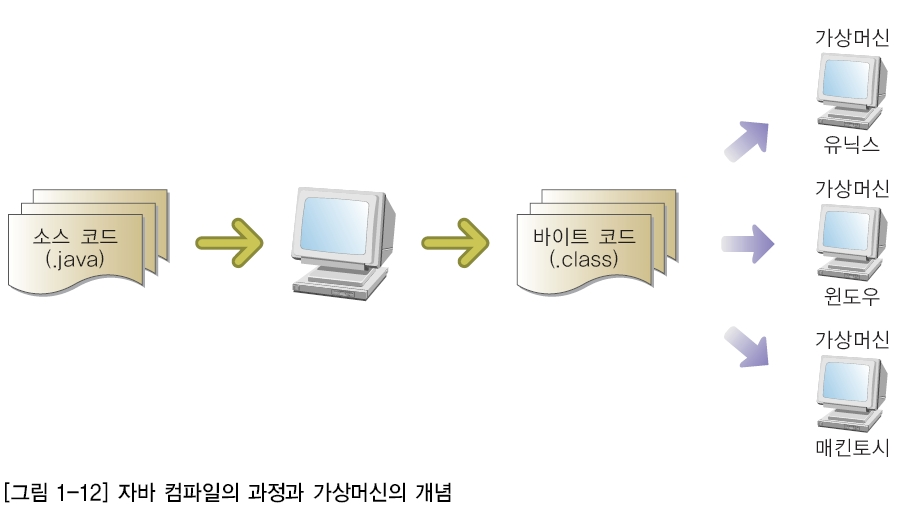 가상머신
유닉스
소스 코드
(.java)
바이트 코드
(.class)
가상머신
윈도우
가상머신
매킨토시
[그림 1-12] 자바 컴파일의 과정과 가상머신의 개념